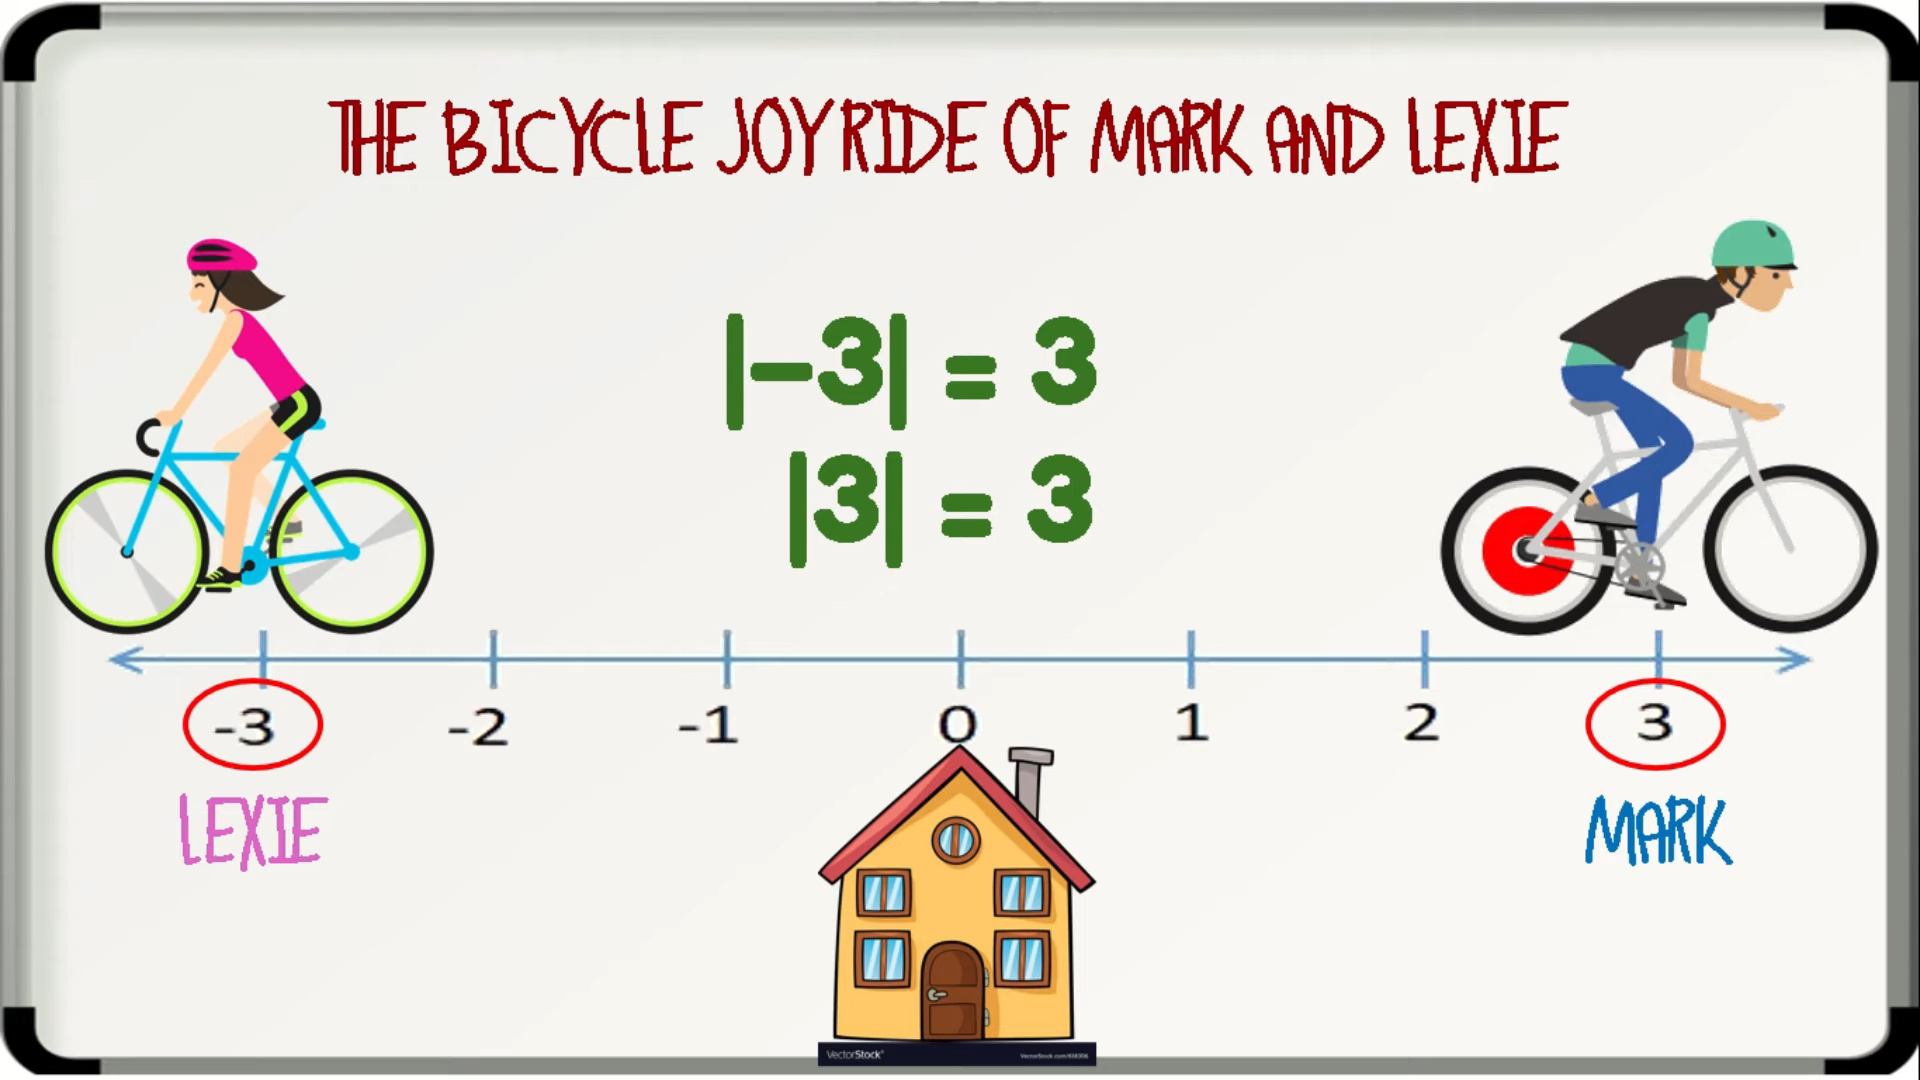 THE BICYCLE JOYRIDE OF MARK AND LEXIE
|-3| = 3
|3| = 3
-3 -2 -1 0 1 2 3
LEXIE MARK
VectorStock®